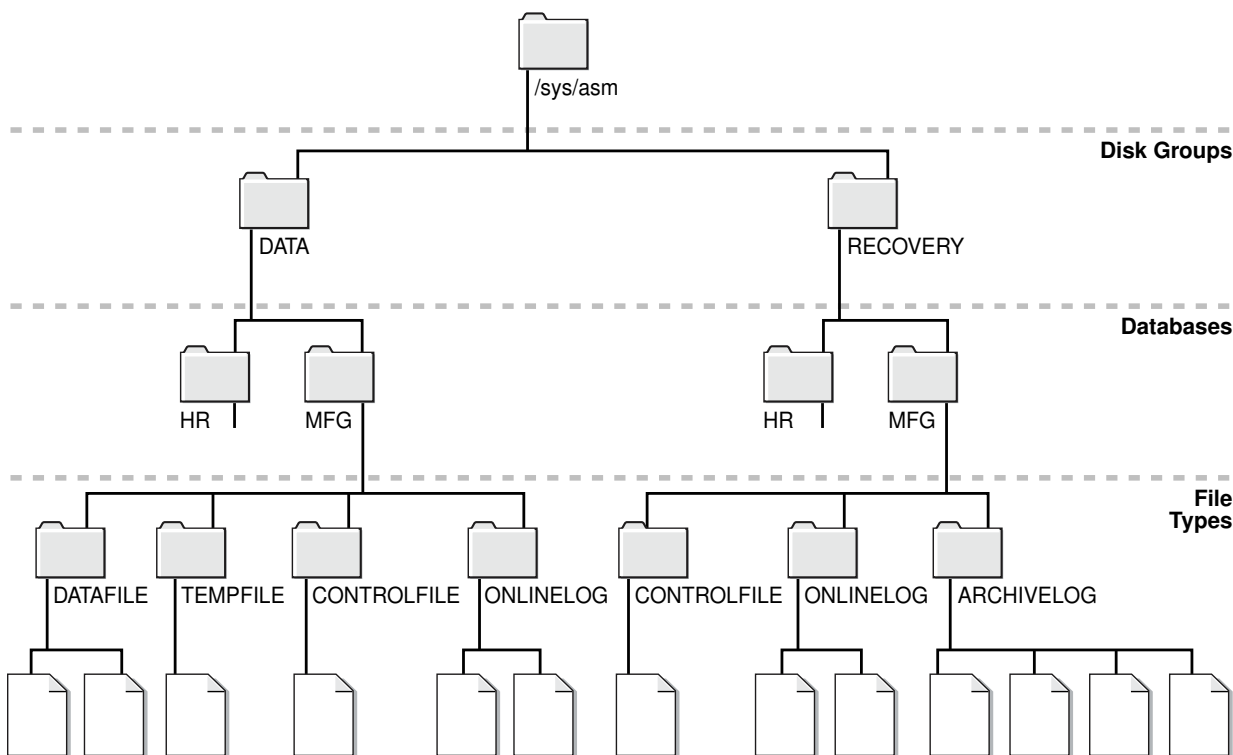 /sys/asm
Disk Groups
DATA
RECOVERY
Databases
HR
MFG
HR
MFG
File
Types
DATAFILE
TEMPFILE
CONTROLFILE
ONLINELOG
CONTROLFILE
ONLINELOG
ARCHIVELOG